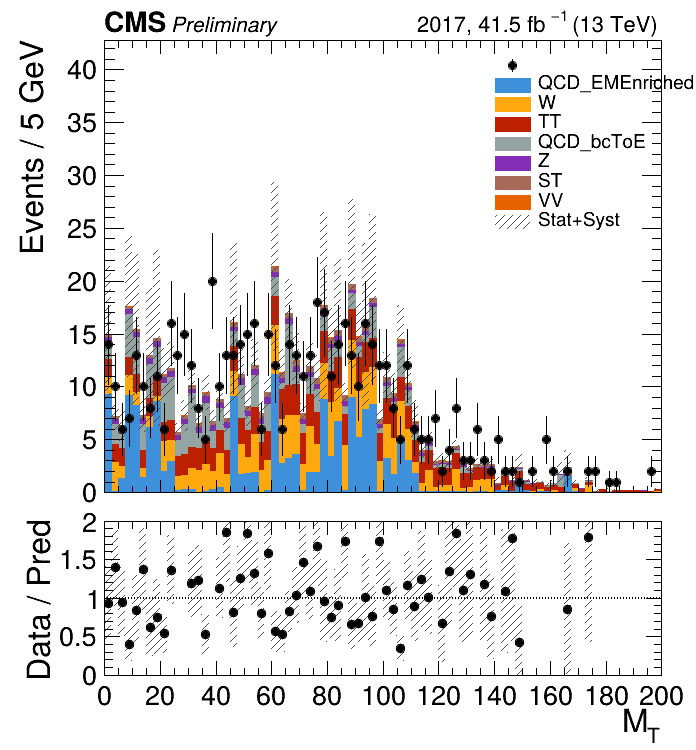 CMS Preliminary 2017, 41.5 fb⁻¹ (13 TeV)
Events / 5 GeV
40
35
30
25
20
15
10
5
0
QCD_EMEnriched
W
TT
QCD_bcToE
Z
ST
VV
Stat+Syst
Data / Pred
2
1.5
1
0.5
0
0 20 40 60 80 100 120 140 160 180 200
M_T